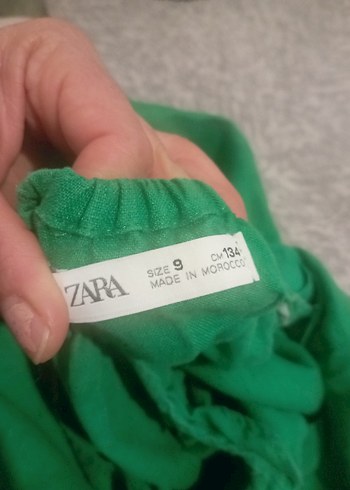 ZARA
SIZE 9 CM 134
MADE IN MOROCCO